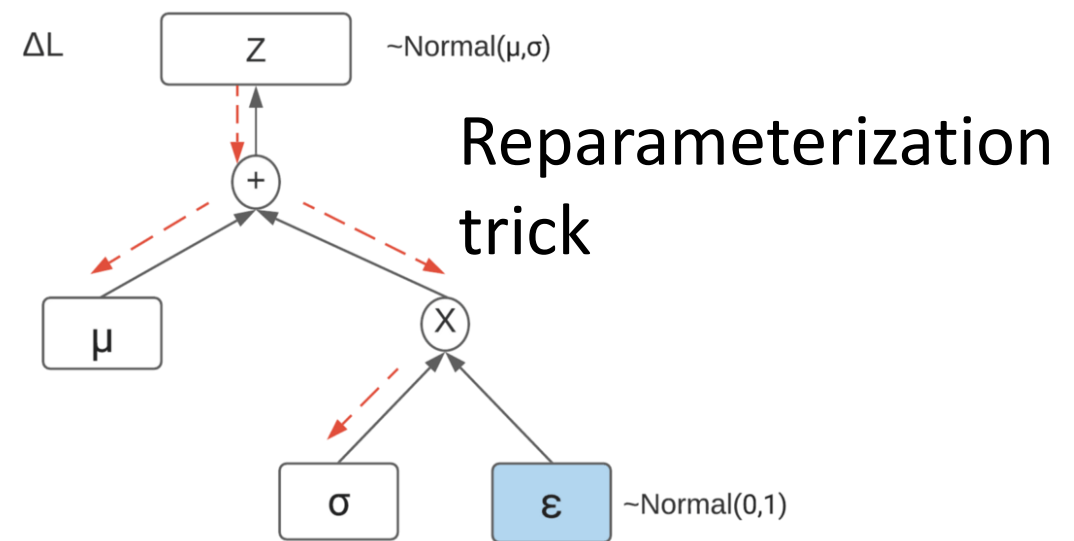 ΔL
Z
~Normal(μ,σ)
Reparameterization
trick
+
μ
X
σ
ε
~Normal(0,1)